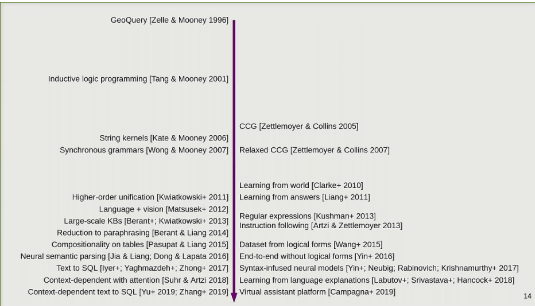 GeoQuery [Zelle & Mooney 1996]
Inductive logic programming [Tang & Mooney 2001]
CCG [Zettlemoyer & Collins 2005]
String kernels [Kate & Mooney 2006]
Synchronous grammars [Wong & Mooney 2007]
Relaxed CCG [Zettlemoyer & Collins 2007]
Learning from world [Clarke+ 2010]
Higher-order unification [Kwiatkowski+ 2011]
Learning from answers [Liang+ 2011]
Language + vision [Matsusek+ 2012]
Large-scale KBs [Berant+; Kwiatkowski+ 2013]
Regular expressions [Kushman+ 2013]
Instruction following [Artzi & Zettlemoyer 2013]
Reduction to paraphrasing [Berant & Liang 2014]
Compositionality on tables [Pasupat & Liang 2015]
Dataset from logical forms [Wang+ 2015]
Neural semantic parsing [Jia & Liang; Dong & Lapata 2016]
End-to-end without logical forms [Yin+ 2016]
Text to SQL [Iyer+; Yaghmazdeh+; Zhong+ 2017]
Syntax-infused neural models [Yin+; Neubig; Rabinovich; Krishnamurthy+ 2017]
Context-dependent with attention [Suhr & Artzi 2018]
Learning from language explanations [Labutov+; Srivastava+; Hancock+ 2018]
Context-dependent text to SQL [Yu+ 2019; Zhang+ 2019]
Virtual assistant platform [Campagna+ 2019]
14